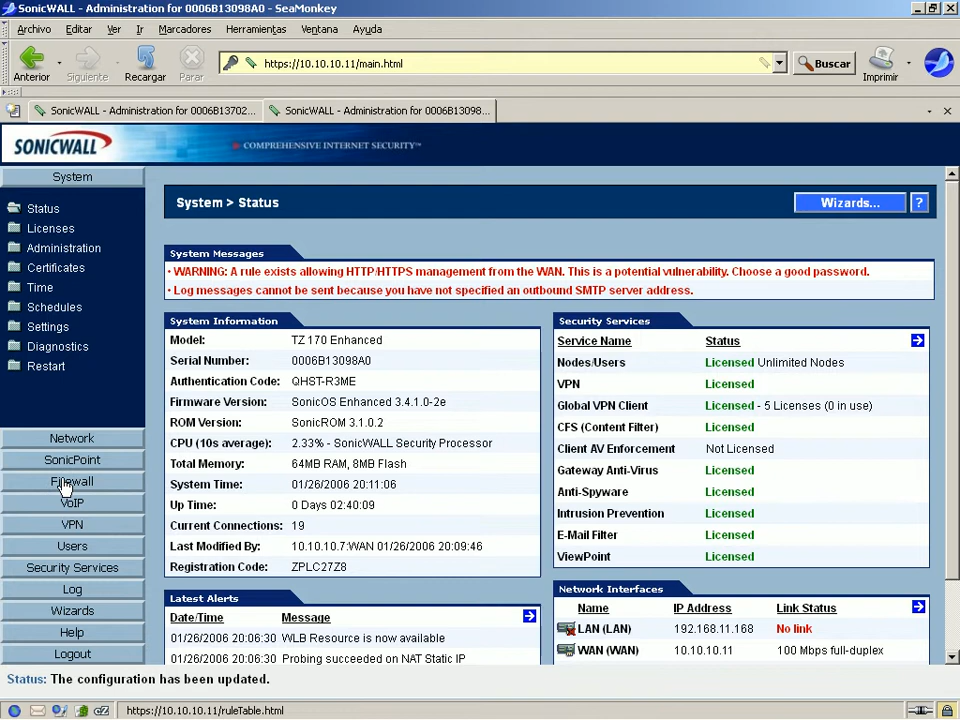 SonicWALL - Administration for 0006B13098A0 - SeaMonkey
Archivo Editar Ver Ir Marcadores Herramientas Ventana Ayuda
Anterior Siguiente Recargar Parar https://10.10.10.11/main.html Buscar Imprimir
SonicWALL - Administration for 0006B13702... SonicWALL - Administration for 0006B13098...
SONICWALL COMPREHENSIVE INTERNET SECURITY™
System
Status
Licenses
Administration
Certificates
Time
Schedules
Settings
Diagnostics
Restart
Network
SonicPoint
Firewall
VoIP
VPN
Users
Security Services
Log
Wizards
Help
Logout
System > Status Wizards... ?
System Messages
• WARNING: A rule exists allowing HTTP/HTTPS management from the WAN. This is a potential vulnerability. Choose a good password.
• Log messages cannot be sent because you have not specified an outbound SMTP server address.
System Information
Model: TZ 170 Enhanced
Serial Number: 0006B13098A0
Authentication Code: QHST-R3ME
Firmware Version: SonicOS Enhanced 3.4.1.0-2e
ROM Version: SonicROM 3.1.0.2
CPU (10s average): 2.33% - SonicWALL Security Processor
Total Memory: 64MB RAM, 8MB Flash
System Time: 01/26/2006 20:11:06
Up Time: 0 Days 02:40:09
Current Connections: 19
Last Modified By: 10.10.10.7:WAN 01/26/2006 20:09:46
Registration Code: ZPLC27Z8
Security Services
Service Name Status
Nodes/Users Licensed Unlimited Nodes
VPN Licensed
Global VPN Client Licensed - 5 Licenses (0 in use)
CFS (Content Filter) Licensed
Client AV Enforcement Not Licensed
Gateway Anti-Virus Licensed
Anti-Spyware Licensed
Intrusion Prevention Licensed
E-Mail Filter Licensed
ViewPoint Licensed
Latest Alerts
Date/Time Message
01/26/2006 20:06:30 WLB Resource is now available
01/26/2006 20:06:30 Probing succeeded on NAT Static IP
Network Interfaces
Name IP Address Link Status
LAN (LAN) 192.168.11.168 No link
WAN (WAN) 10.10.10.11 100 Mbps full-duplex
Status: The configuration has been updated.
https://10.10.10.11/ruleTable.html